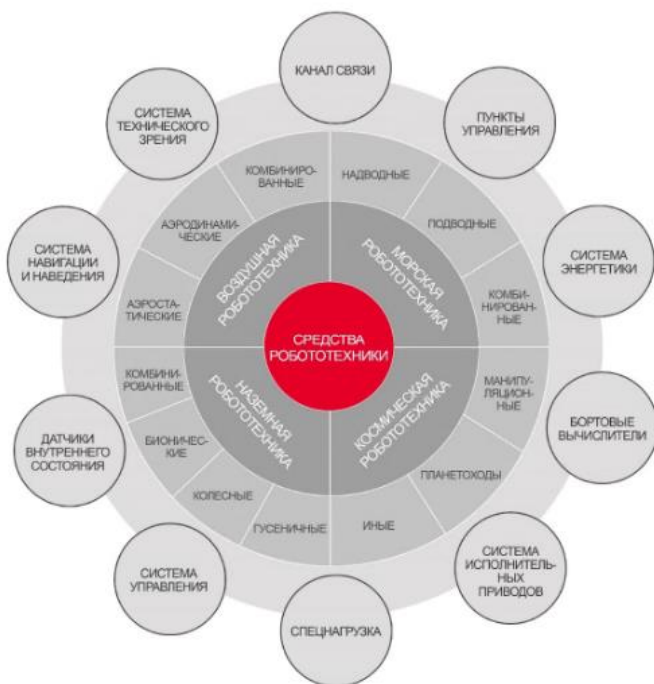 КАНАЛ СВЯЗИ
ПУНКТЫ
УПРАВЛЕНИЯ
СИСТЕМА
ЭНЕРГЕТИКИ
БОРТОВЫЕ
ВЫЧИСЛИТЕЛИ
СИСТЕМА
ИСПОЛНИТЕЛЬ-
НЫХ
ПРИВОДОВ
СПЕЦНАГРУЗКА
СИСТЕМА
УПРАВЛЕНИЯ
ДАТЧИКИ
ВНУТРЕННЕГО
СОСТОЯНИЯ
СИСТЕМА
НАВИГАЦИИ
И НАВЕДЕНИЯ
СИСТЕМА
ТЕХНИЧЕСКОГО
ЗРЕНИЯ
НАДВОДНЫЕ
ПОДВОДНЫЕ
КОМБИ-
НИРОВАН-
НЫЕ
МАНИПУ-
ЛЯЦИОН-
НЫЕ
ПЛАНЕТОХОДЫ
ИНЫЕ
ГУСЕНИЧНЫЕ
КОЛЕСНЫЕ
БИОНИЧЕС-
КИЕ
КОМБИНИ-
РОВАННЫЕ
АЭРОСТА-
ТИЧЕСКИЕ
АЭРОДИНАМИ-
ЧЕСКИЕ
КОМБИНИРО-
ВАННЫЕ
ВОЗДУШНАЯ
РОБОТОТЕХНИКА
МОРСКАЯ
РОБОТОТЕХНИКА
КОСМИЧЕСКАЯ
РОБОТОТЕХНИКА
НАЗЕМНАЯ
РОБОТОТЕХНИКА
СРЕДСТВА
РОБОТОТЕХНИКИ